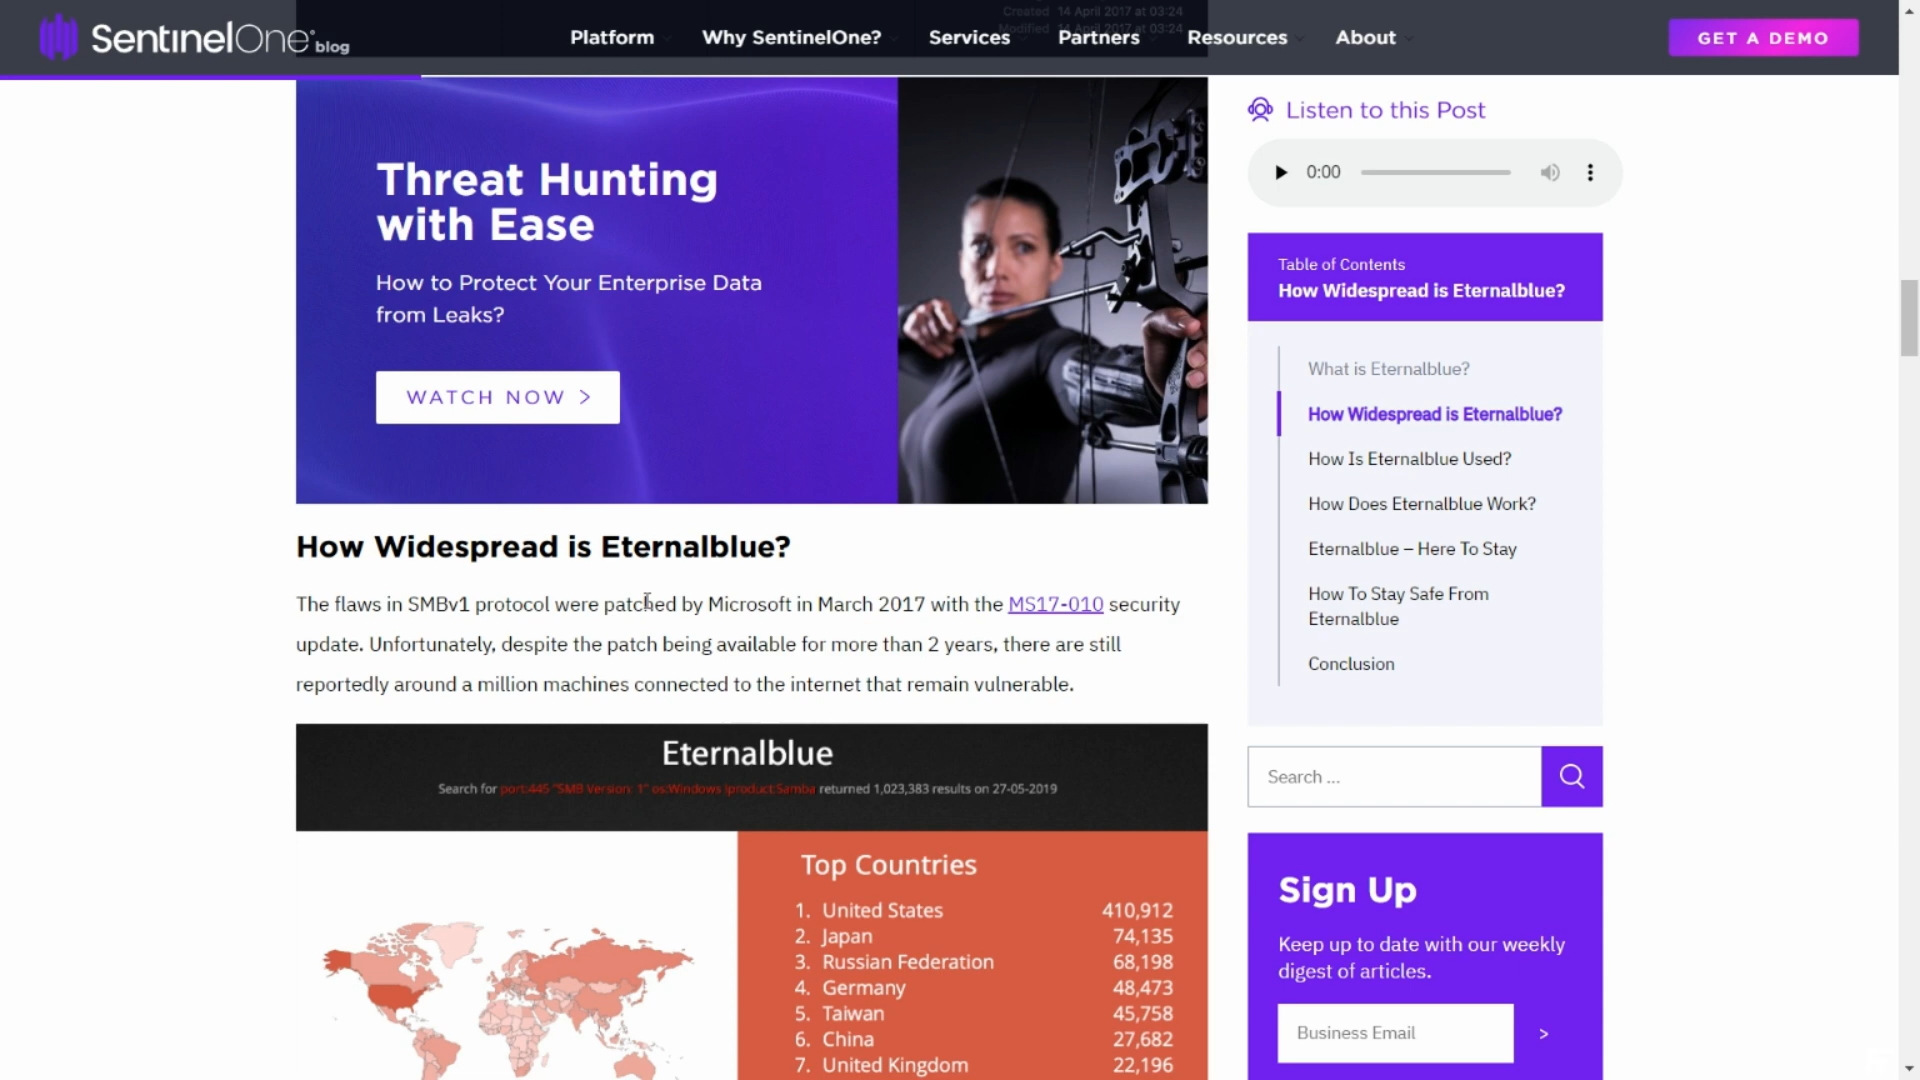 Created 14 April 2017 at 03:24
Modified 14 April 2017 at 03:24
SentinelOne blog
Platform Why SentinelOne? Services Partners Resources About
GET A DEMO
Threat Hunting
with Ease
How to Protect Your Enterprise Data
from Leaks?
WATCH NOW >
How Widespread is Eternalblue?
The flaws in SMBv1 protocol were patched by Microsoft in March 2017 with the MS17-010 security
update. Unfortunately, despite the patch being available for more than 2 years, there are still
reportedly around a million machines connected to the internet that remain vulnerable.
Eternalblue
Search for port:445 "SMB Version: 1" os:Windows !product:Samba returned 1,023,383 results on 27-05-2019
Top Countries
1. United States 410,912
2. Japan 74,135
3. Russian Federation 68,198
4. Germany 48,473
5. Taiwan 45,758
6. China 27,682
7. United Kingdom 22,196
Listen to this Post
0:00
Table of Contents
How Widespread is Eternalblue?
What is Eternalblue?
How Widespread is Eternalblue?
How Is Eternalblue Used?
How Does Eternalblue Work?
Eternalblue – Here To Stay
How To Stay Safe From
Eternalblue
Conclusion
Search ...
Sign Up
Keep up to date with our weekly
digest of articles.
Business Email >